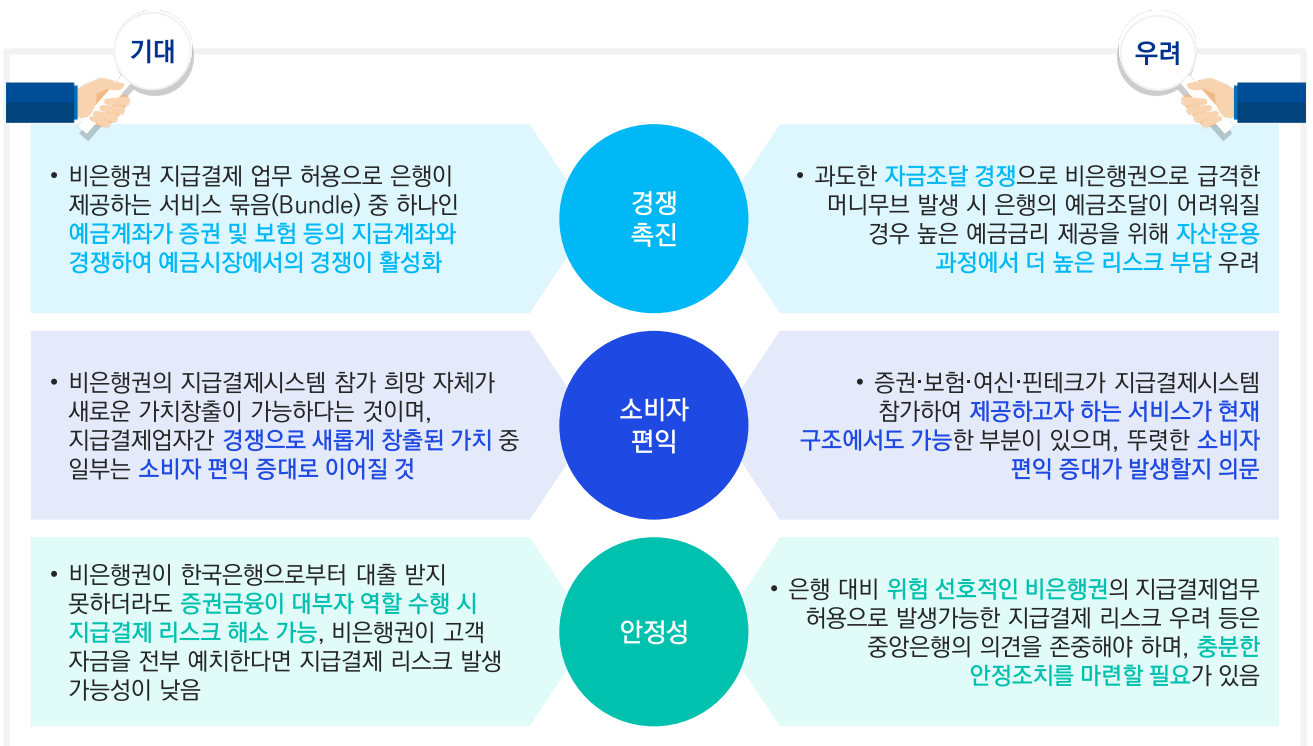 기대
우려
• 비은행권 지급결제 업무 허용으로 은행이
제공하는 서비스 묶음(Bundle) 중 하나인
예금계좌가 증권 및 보험 등의 지급계좌와
경쟁하여 예금시장에서의 경쟁이 활성화
경쟁
촉진
• 과도한 자금조달 경쟁으로 비은행권으로 급격한
머니무브 발생 시 은행의 예금조달이 어려워질
경우 높은 예금금리 제공을 위해 자산운용
과정에서 더 높은 리스크 부담 우려
• 비은행권의 지급결제시스템 참가 희망 자체가
새로운 가치창출이 가능하다는 것이며,
지급결제업자간 경쟁으로 새롭게 창출된 가치 중
일부는 소비자 편익 증대로 이어질 것
소비자
편익
• 증권·보험·여신·핀테크가 지급결제시스템
참가하여 제공하고자 하는 서비스가 현재
구조에서도 가능한 부분이 있으며, 뚜렷한 소비자
편익 증대가 발생할지 의문
• 비은행권이 한국은행으로부터 대출 받지
못하더라도 증권금융이 대부자 역할 수행 시
지급결제 리스크 해소 가능, 비은행권이 고객
자금을 전부 예치한다면 지급결제 리스크 발생
가능성이 낮음
안정성
• 은행 대비 위험 선호적인 비은행권의 지급결제업무
허용으로 발생가능한 지급결제 리스크 우려 등은
중앙은행의 의견을 존중해야 하며, 충분한
안정조치를 마련할 필요가 있음